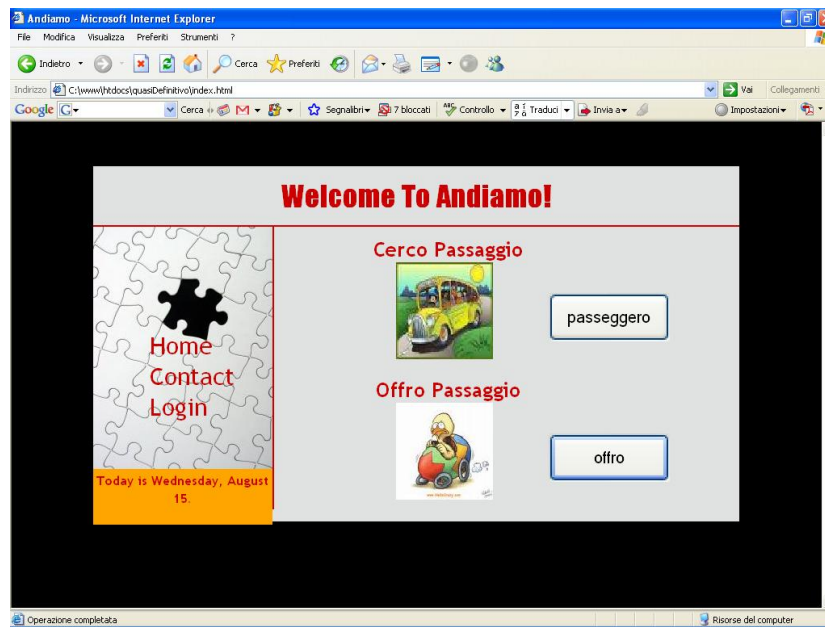 Andiamo - Microsoft Internet Explorer
File Modifica Visualizza Preferiti Strumenti ?
Indietro Cerca Preferiti
Indirizzo C:\www\htdocs\quasiDefinitivo\index.html Vai Collegamenti
Google G Cerca Segnalibri 7 bloccati ABC Controllo Traduci Invia a Impostazioni
Welcome To Andiamo!
Cerco Passaggio
passeggero
Home
Contact
Login
Offro Passaggio
offro
Today is Wednesday, August
15.
Operazione completata Risorse del computer